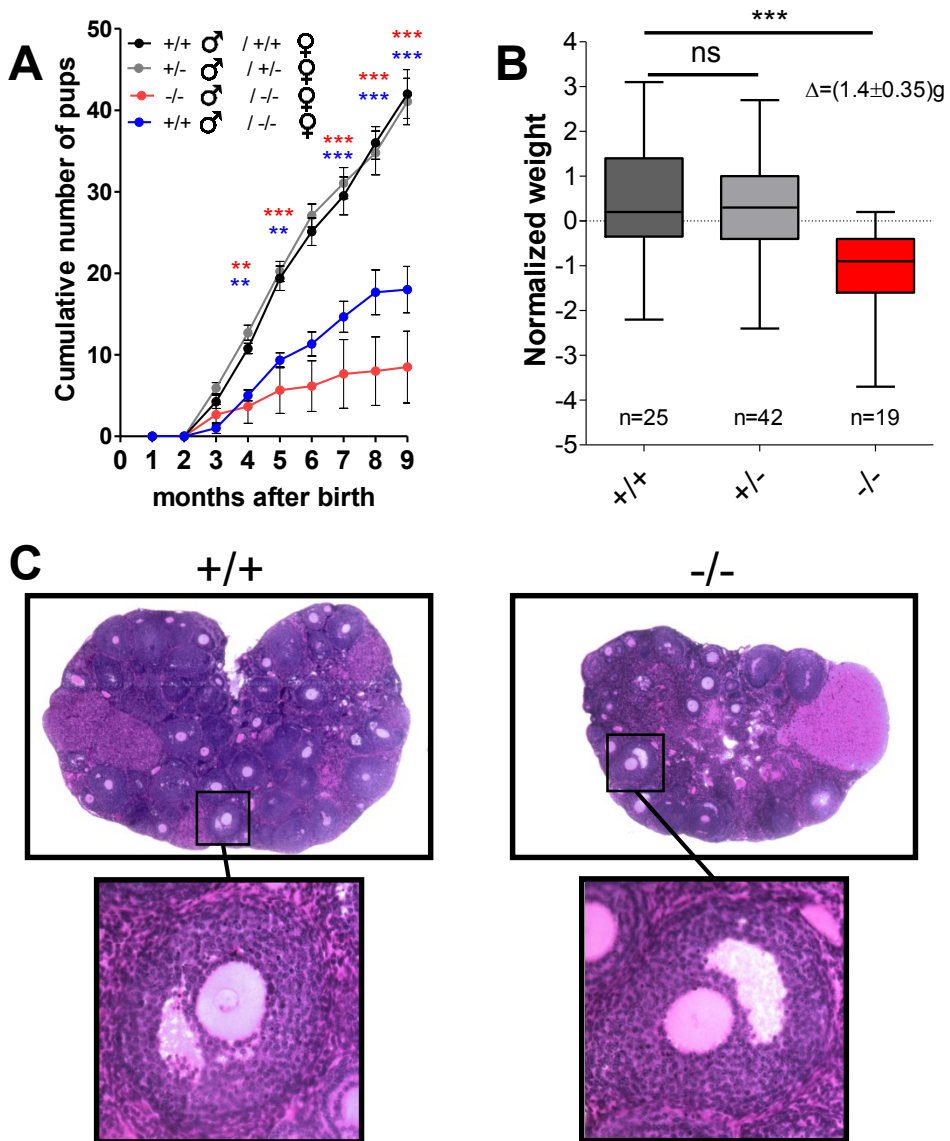 A
+/+ ♂ / +/+ ♀
+/- ♂ / +/- ♀
-/- ♂ / -/- ♀
+/+ ♂ / -/- ♀
Cumulative number of pups
50
40
30
20
10
0
0 1 2 3 4 5 6 7 8 9
months after birth
**
**
***
**
***
***
***
***
***
***
B
***
ns
Δ=(1.4±0.35)g
Normalized weight
4
3
2
1
0
-1
-2
-3
-4
-5
n=25 n=42 n=19
+/+ +/- -/-
C
+/+ -/-